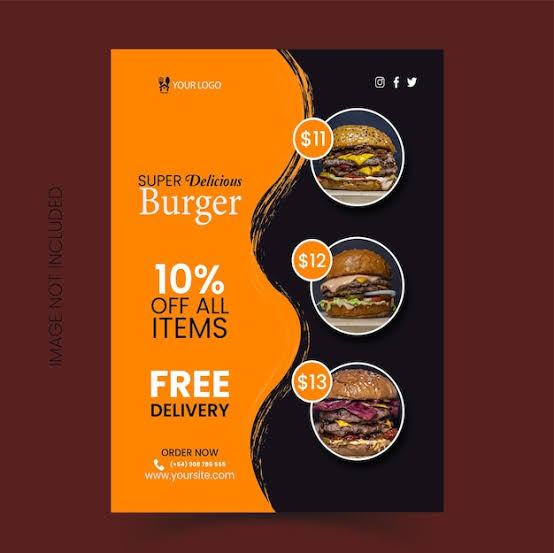 IMAGE NOT INCLUDED
YOUR LOGO
SUPER Delicious
Burger
10%
OFF ALL
ITEMS
FREE
DELIVERY
ORDER NOW
(+54) 908 799 555
www.yoursite.com
$11
$12
$13